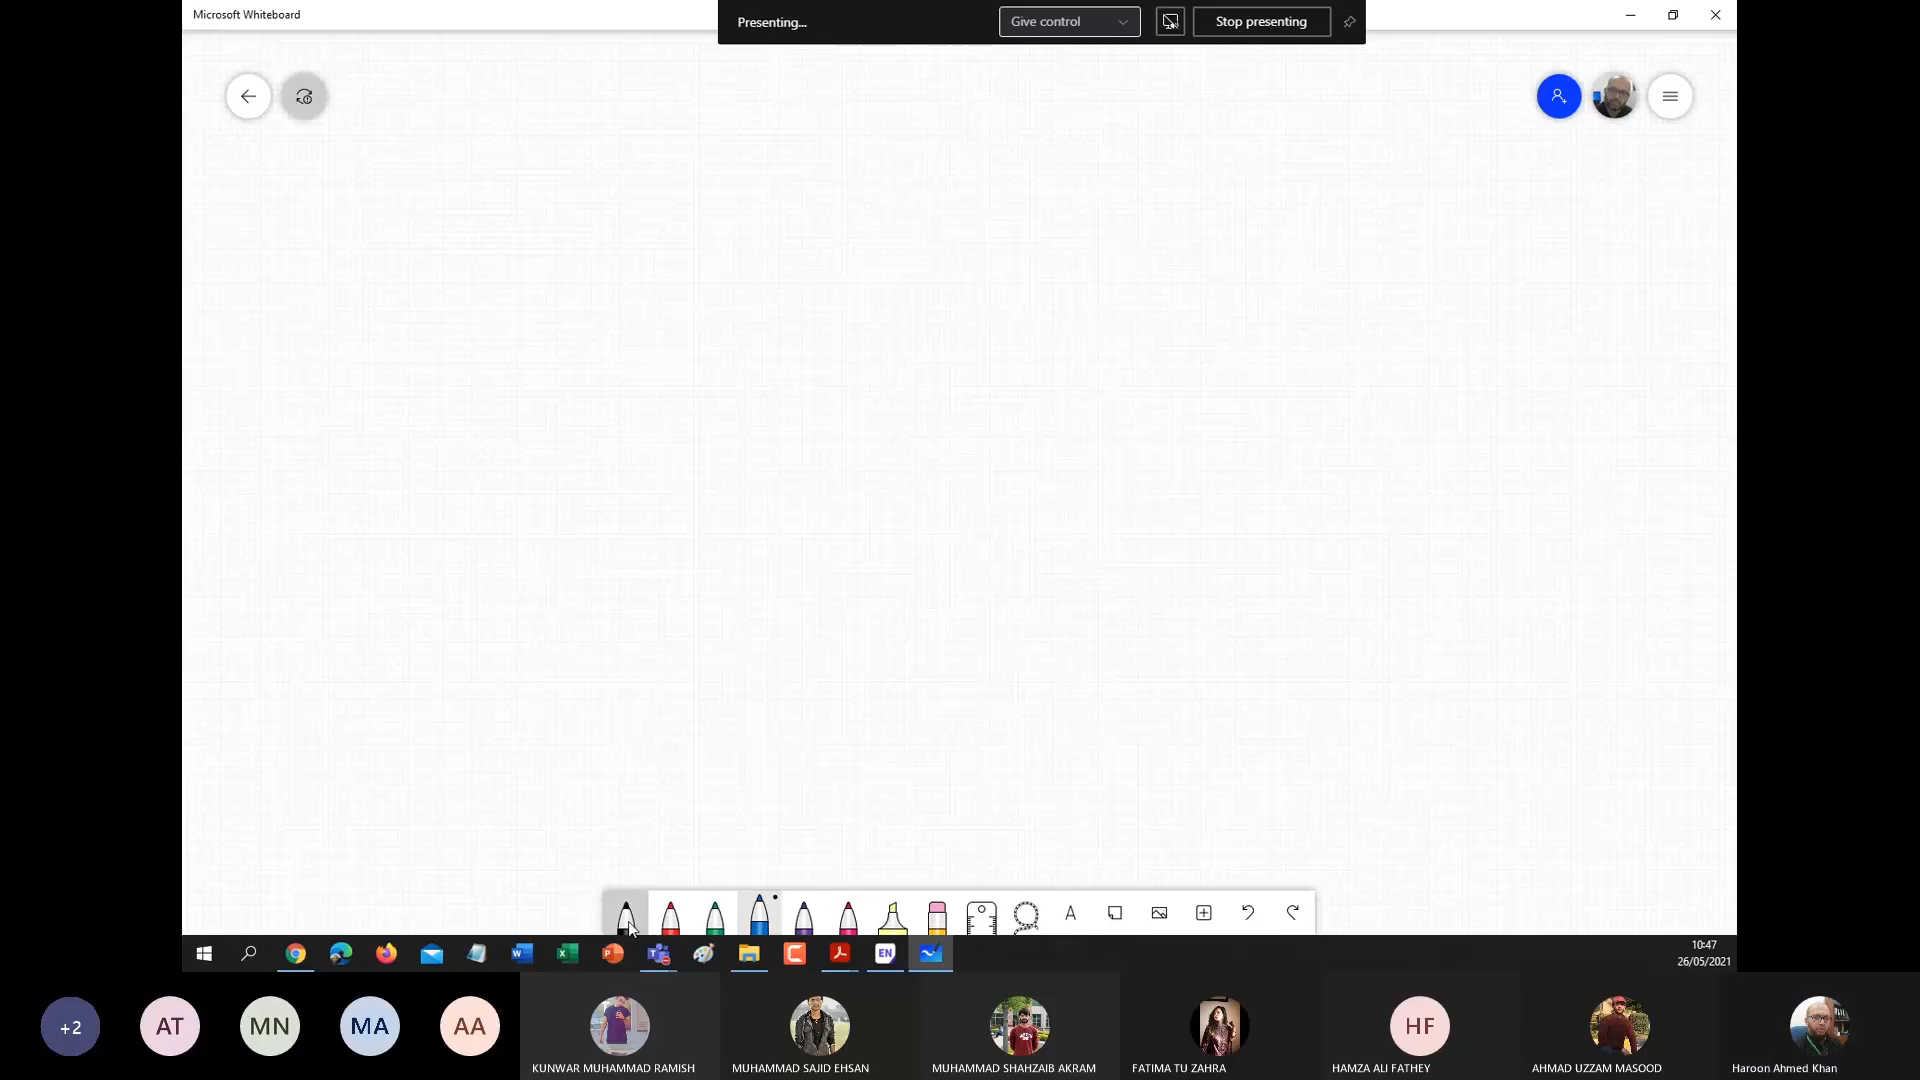 Microsoft Whiteboard
Presenting...
Give control
Stop presenting
A
EN
10:47
26/05/2021
+2
AT
MN
MA
AA
HF
KUNWAR MUHAMMAD RAMISH
MUHAMMAD SAJID EHSAN
MUHAMMAD SHAHZAIB AKRAM
FATIMA TU ZAHRA
HAMZA ALI FATHEY
AHMAD UZZAM MASOOD
Haroon Ahmed Khan